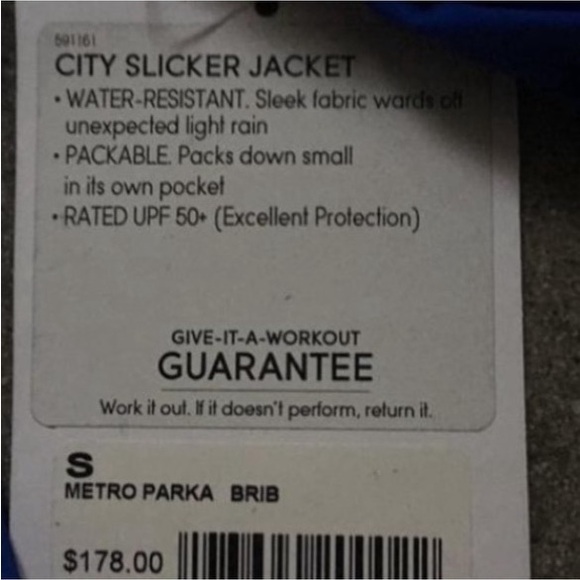 591161
CITY SLICKER JACKET
• WATER-RESISTANT. Sleek fabric wards off
unexpected light rain
• PACKABLE. Packs down small
in its own pocket
• RATED UPF 50+ (Excellent Protection)
GIVE-IT-A-WORKOUT
GUARANTEE
Work it out. If it doesn't perform, return it.
S
METRO PARKA BRIB
$178.00